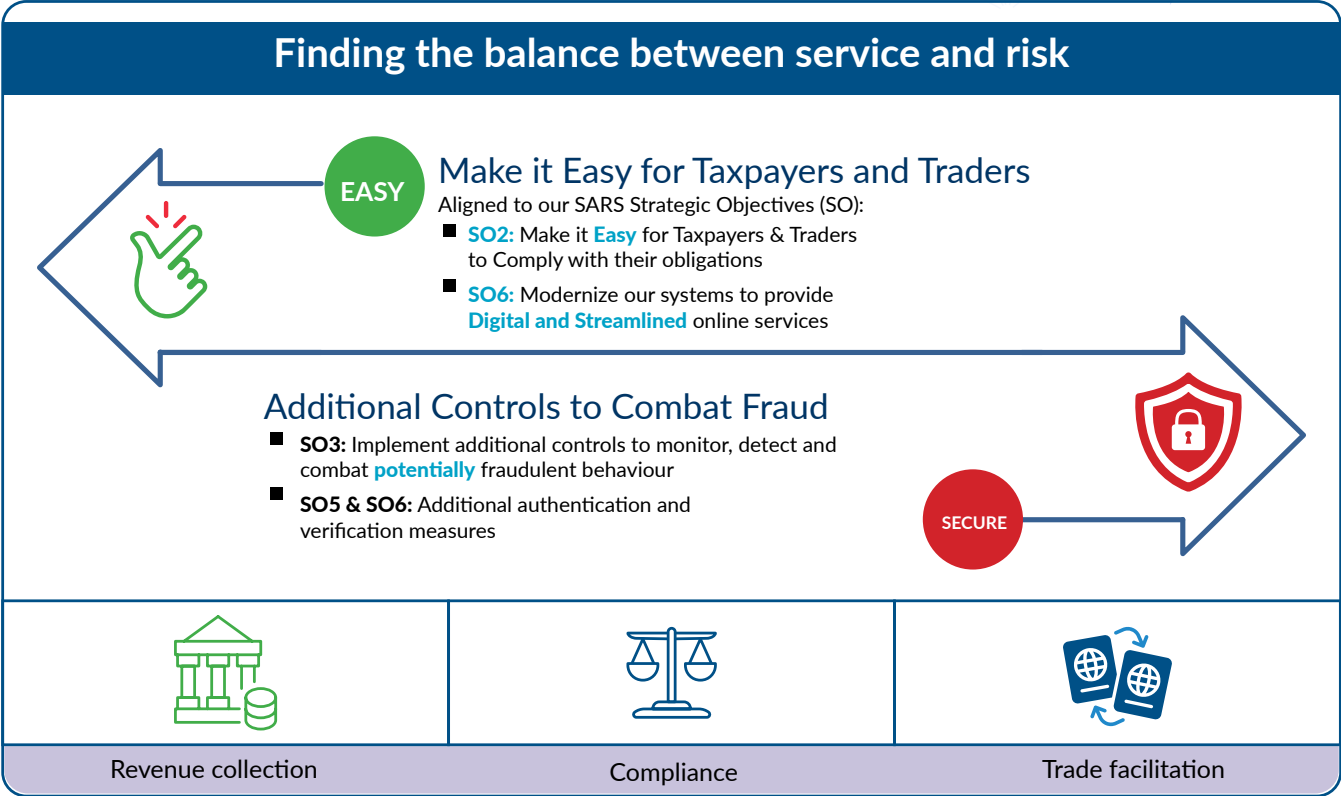 Finding the balance between service and risk
EASY
Make it Easy for Taxpayers and Traders
Aligned to our SARS Strategic Objectives (SO):
SO2: Make it Easy for Taxpayers & Traders
to Comply with their obligations
SO6: Modernize our systems to provide
Digital and Streamlined online services
Additional Controls to Combat Fraud
SO3: Implement additional controls to monitor, detect and
combat potentially fraudulent behaviour
SO5 & SO6: Additional authentication and
verification measures
SECURE
Revenue collection
Compliance
Trade facilitation